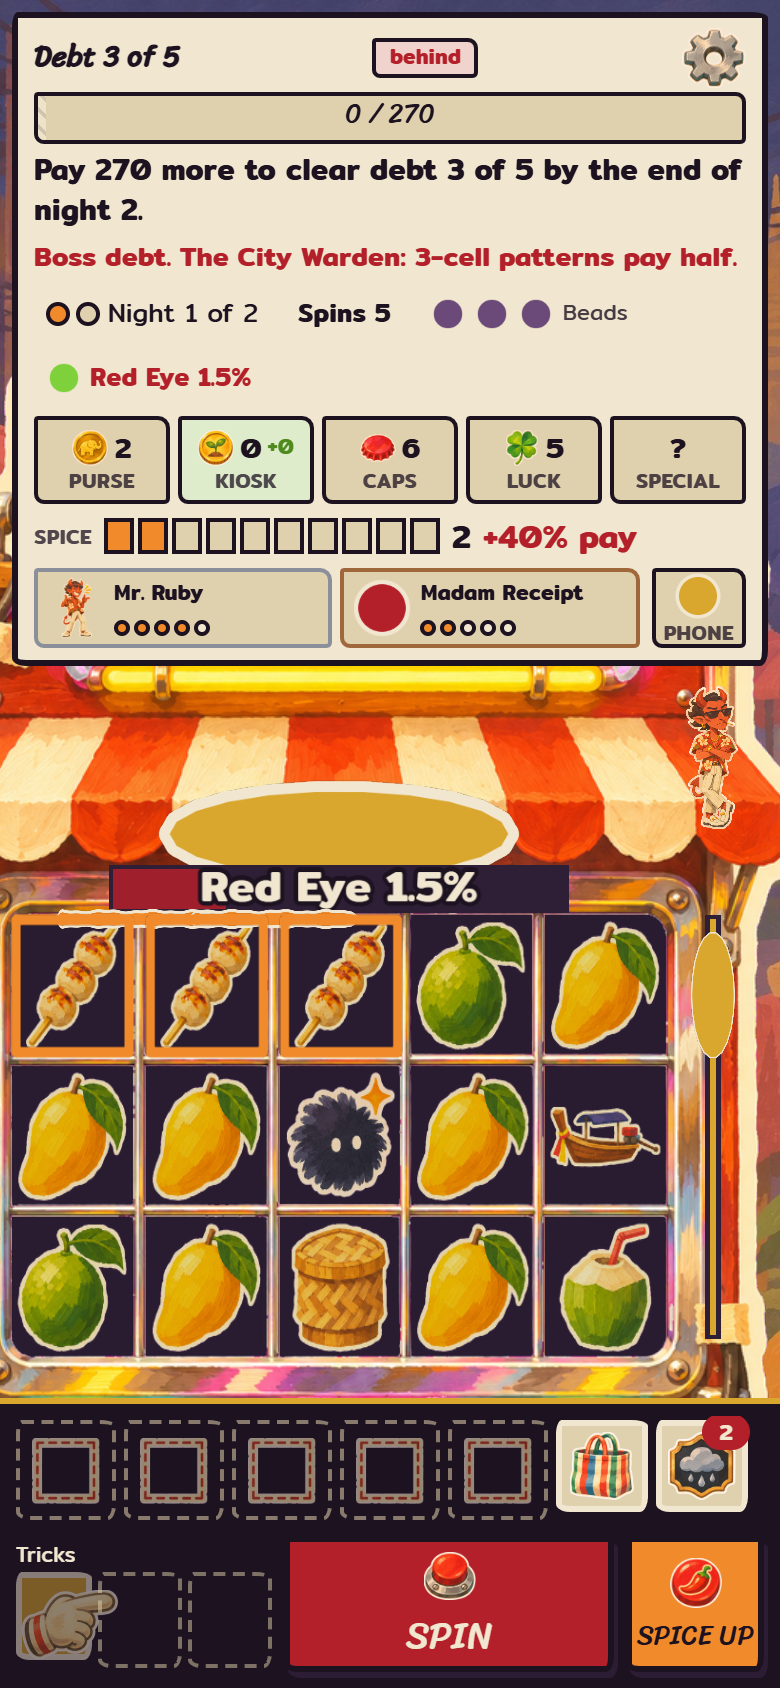 Debt 3 of 5
behind
0 / 270
Pay 270 more to clear debt 3 of 5 by the end of
night 2.
Boss debt. The City Warden: 3-cell patterns pay half.
Night 1 of 2 Spins 5 Beads
Red Eye 1.5%
2 0 +0 6 5 ?
PURSE KIOSK CAPS LUCK SPECIAL
SPICE 2 +40% pay
Mr. Ruby Madam Receipt
PHONE
Red Eye 1.5%
2
Tricks
SPIN SPICE UP